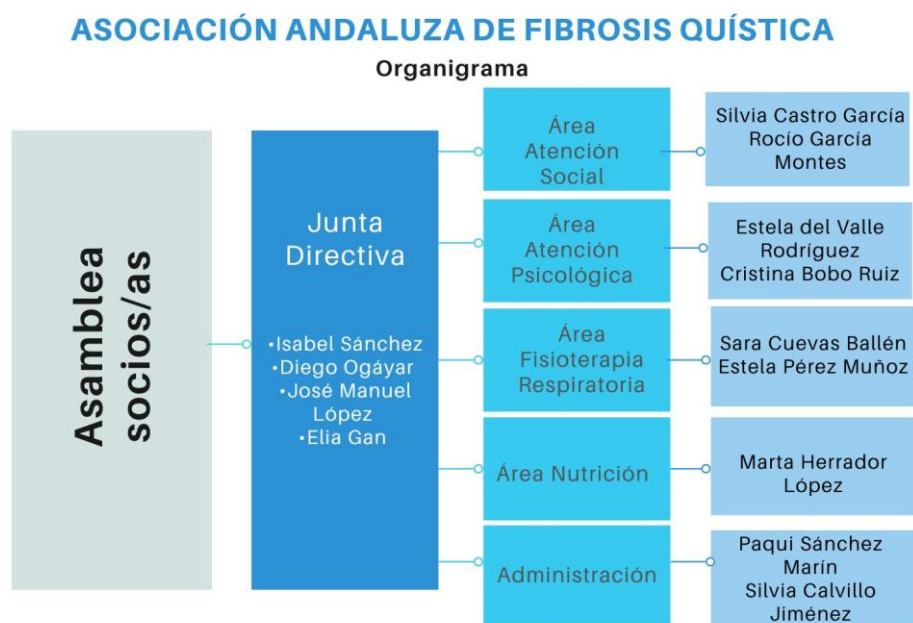 ASOCIACIÓN ANDALUZA DE FIBROSIS QUÍSTICA
Organigrama
Asamblea
socios/as
Junta
Directiva
•Isabel Sánchez
•Diego Ogáyar
•José Manuel
López
•Elia Gan
Área
Atención
Social
Silvia Castro García
Rocío García
Montes
Área
Atención
Psicológica
Estela del Valle
Rodríguez
Cristina Bobo Ruiz
Área
Fisioterapia
Respiratoria
Sara Cuevas Ballén
Estela Pérez Muñoz
Área Nutrición
Marta Herrador
López
Administración
Paqui Sánchez
Marín
Silvia Calvillo
Jiménez